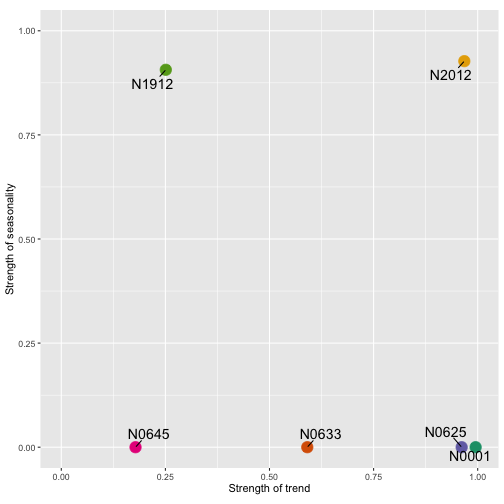 1.00
N2012
N1912
0.75
Strength of seasonality
0.50
0.25
N0645
N0633
N0625
N0001
0.00
0.00
0.25
0.50
0.75
1.00
Strength of trend